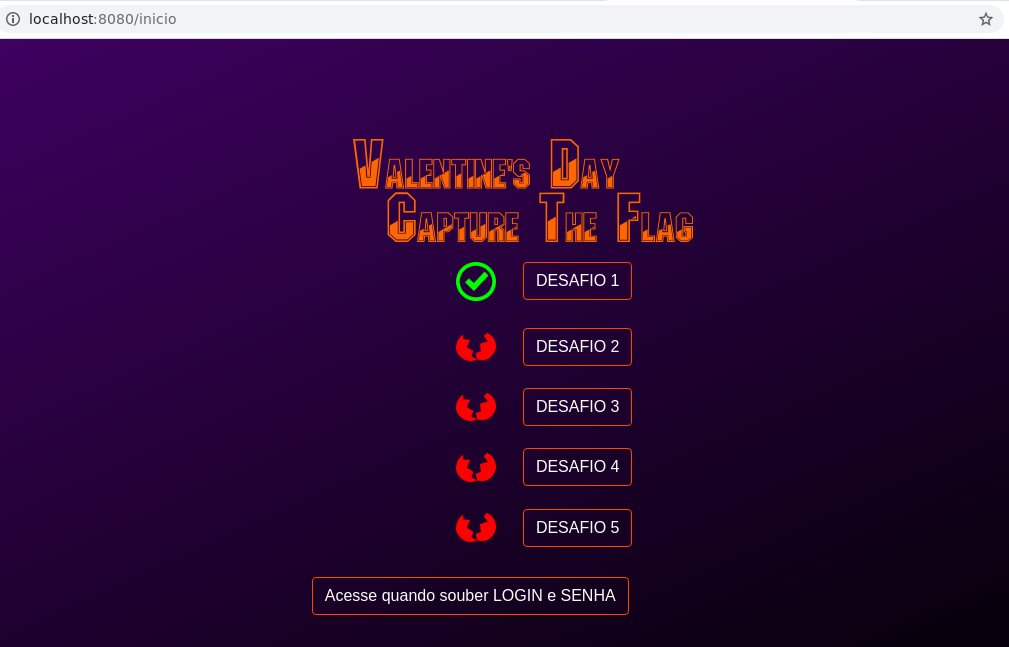 localhost:8080/inicio
Valentine's Day
Capture The Flag
DESAFIO 1
DESAFIO 2
DESAFIO 3
DESAFIO 4
DESAFIO 5
Acesse quando souber LOGIN e SENHA